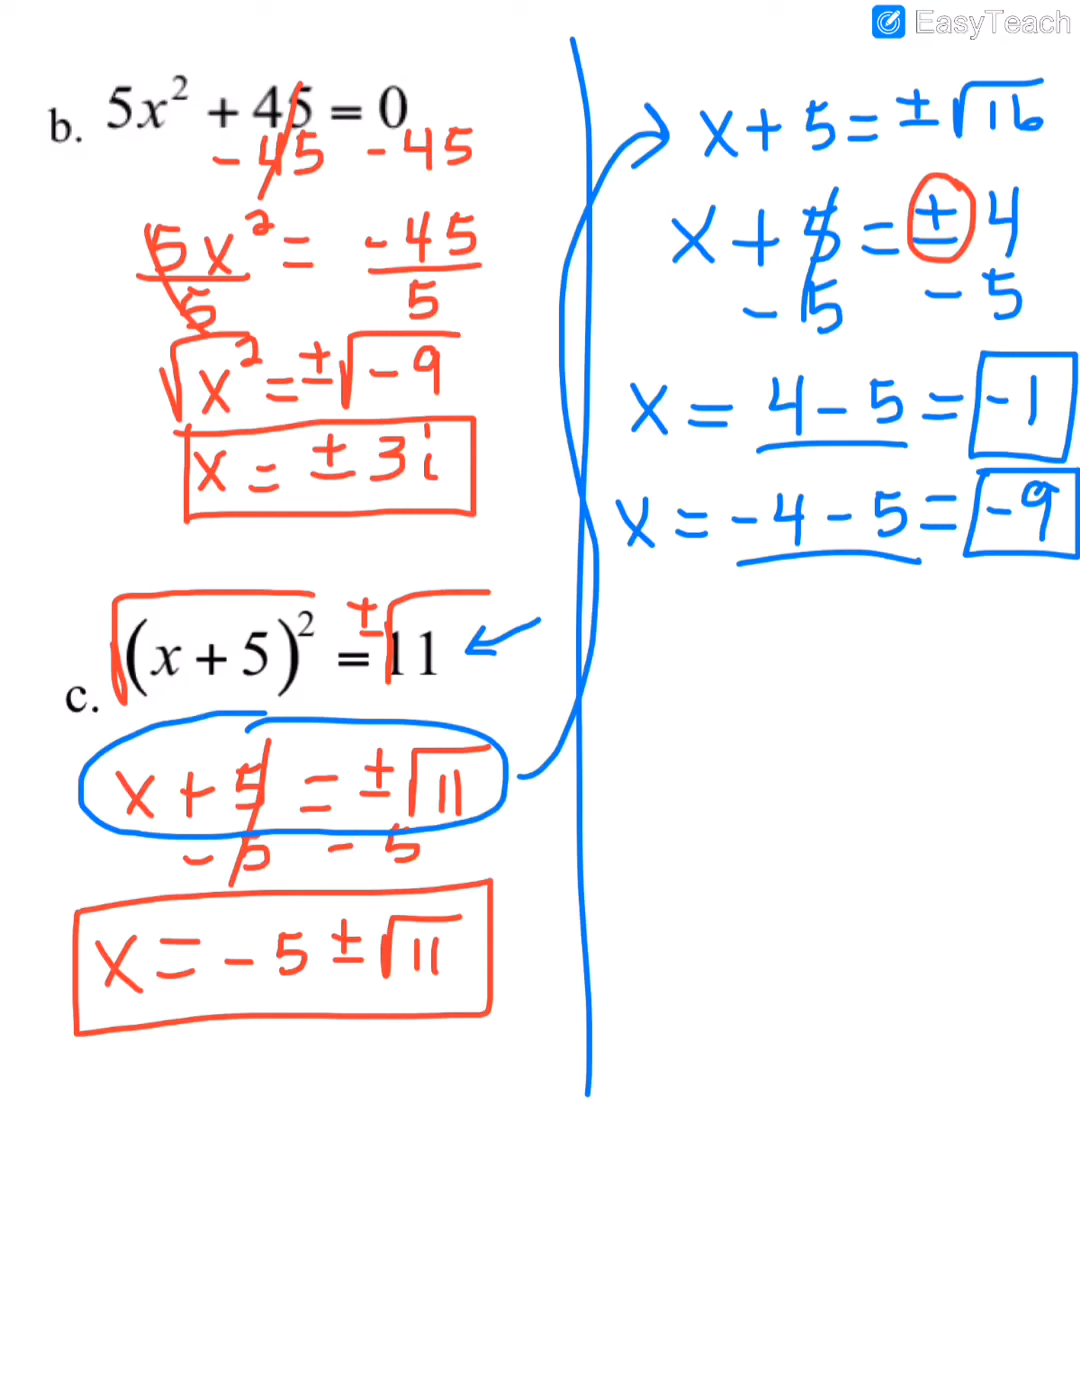 EasyTeach
b. 5x² + 45 = 0
- 45 - 45
5x² = -45
5 5
√x² = ±√-9
x = ± 3i
c. √(x + 5)² = ±√11
x + 5 = ±√11
- 5 - 5
x = - 5 ± √11
x + 5 = ±√16
x + 5 = ± 4
- 5 - 5
x = 4 - 5 = -1
x = -4 - 5 = -9